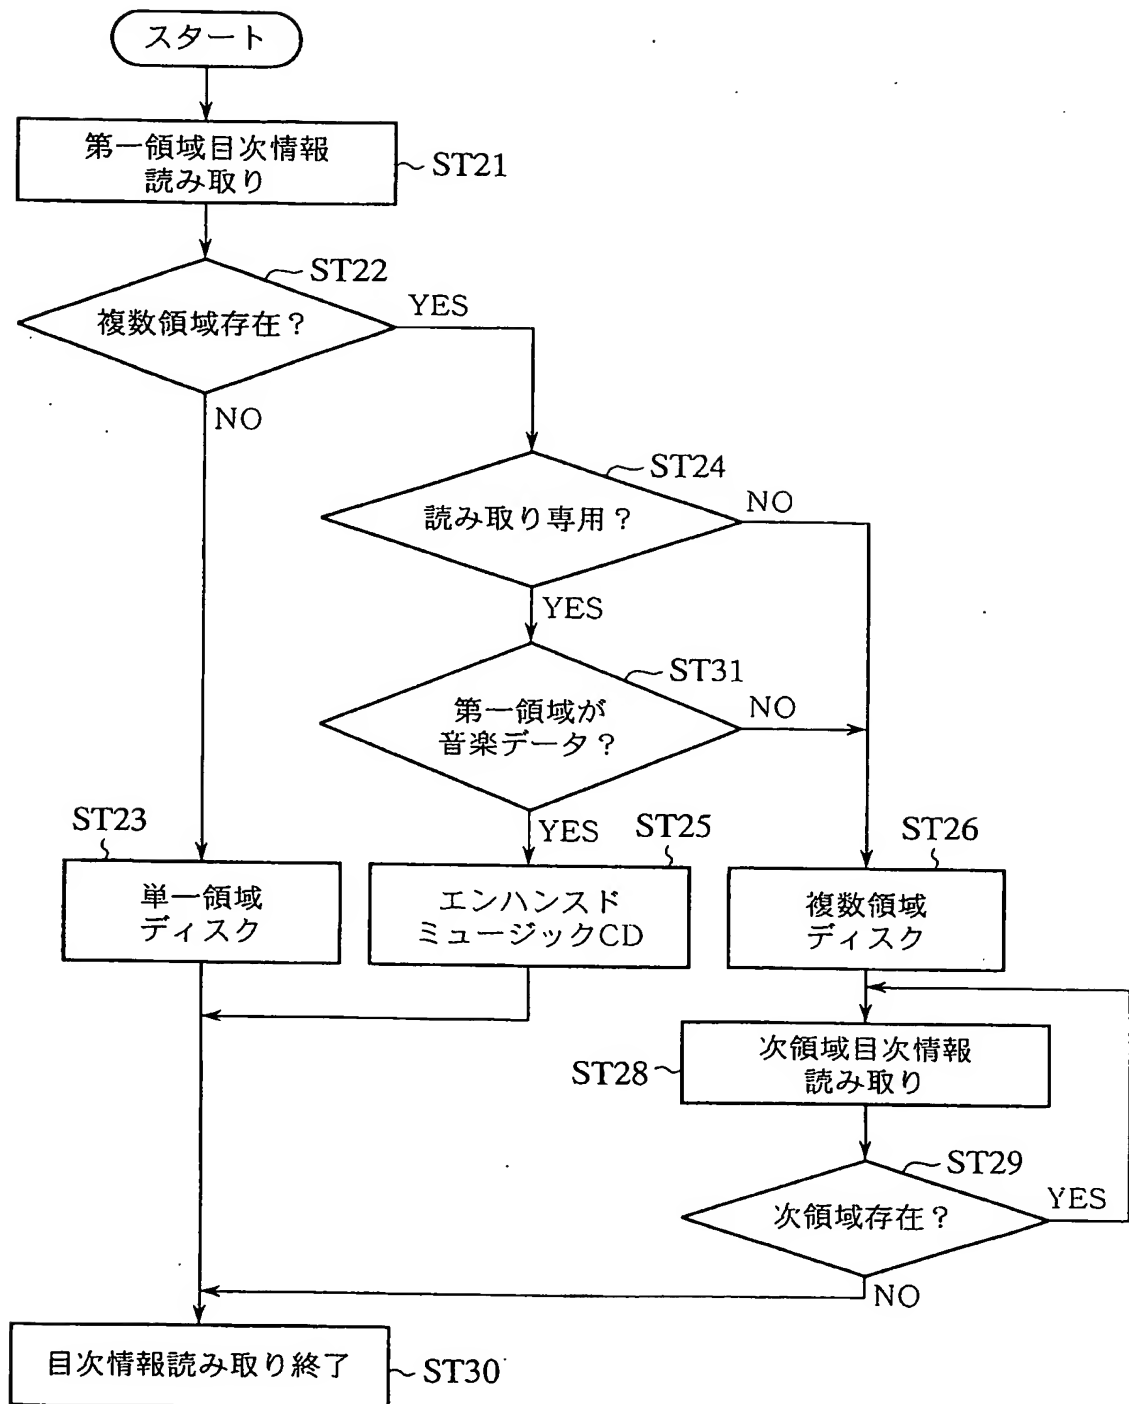 スタート
第一領域目次情報
読み取り
ST21
ST22
複数領域存在？
YES
NO
ST24
読み取り専用？
NO
YES
ST31
第一領域が
音楽データ？
NO
YES
ST23
単一領域
ディスク
ST25
エンハンスド
ミュージックCD
ST26
複数領域
ディスク
次領域目次情報
読み取り
ST28
ST29
次領域存在？
YES
NO
目次情報読み取り終了
ST30